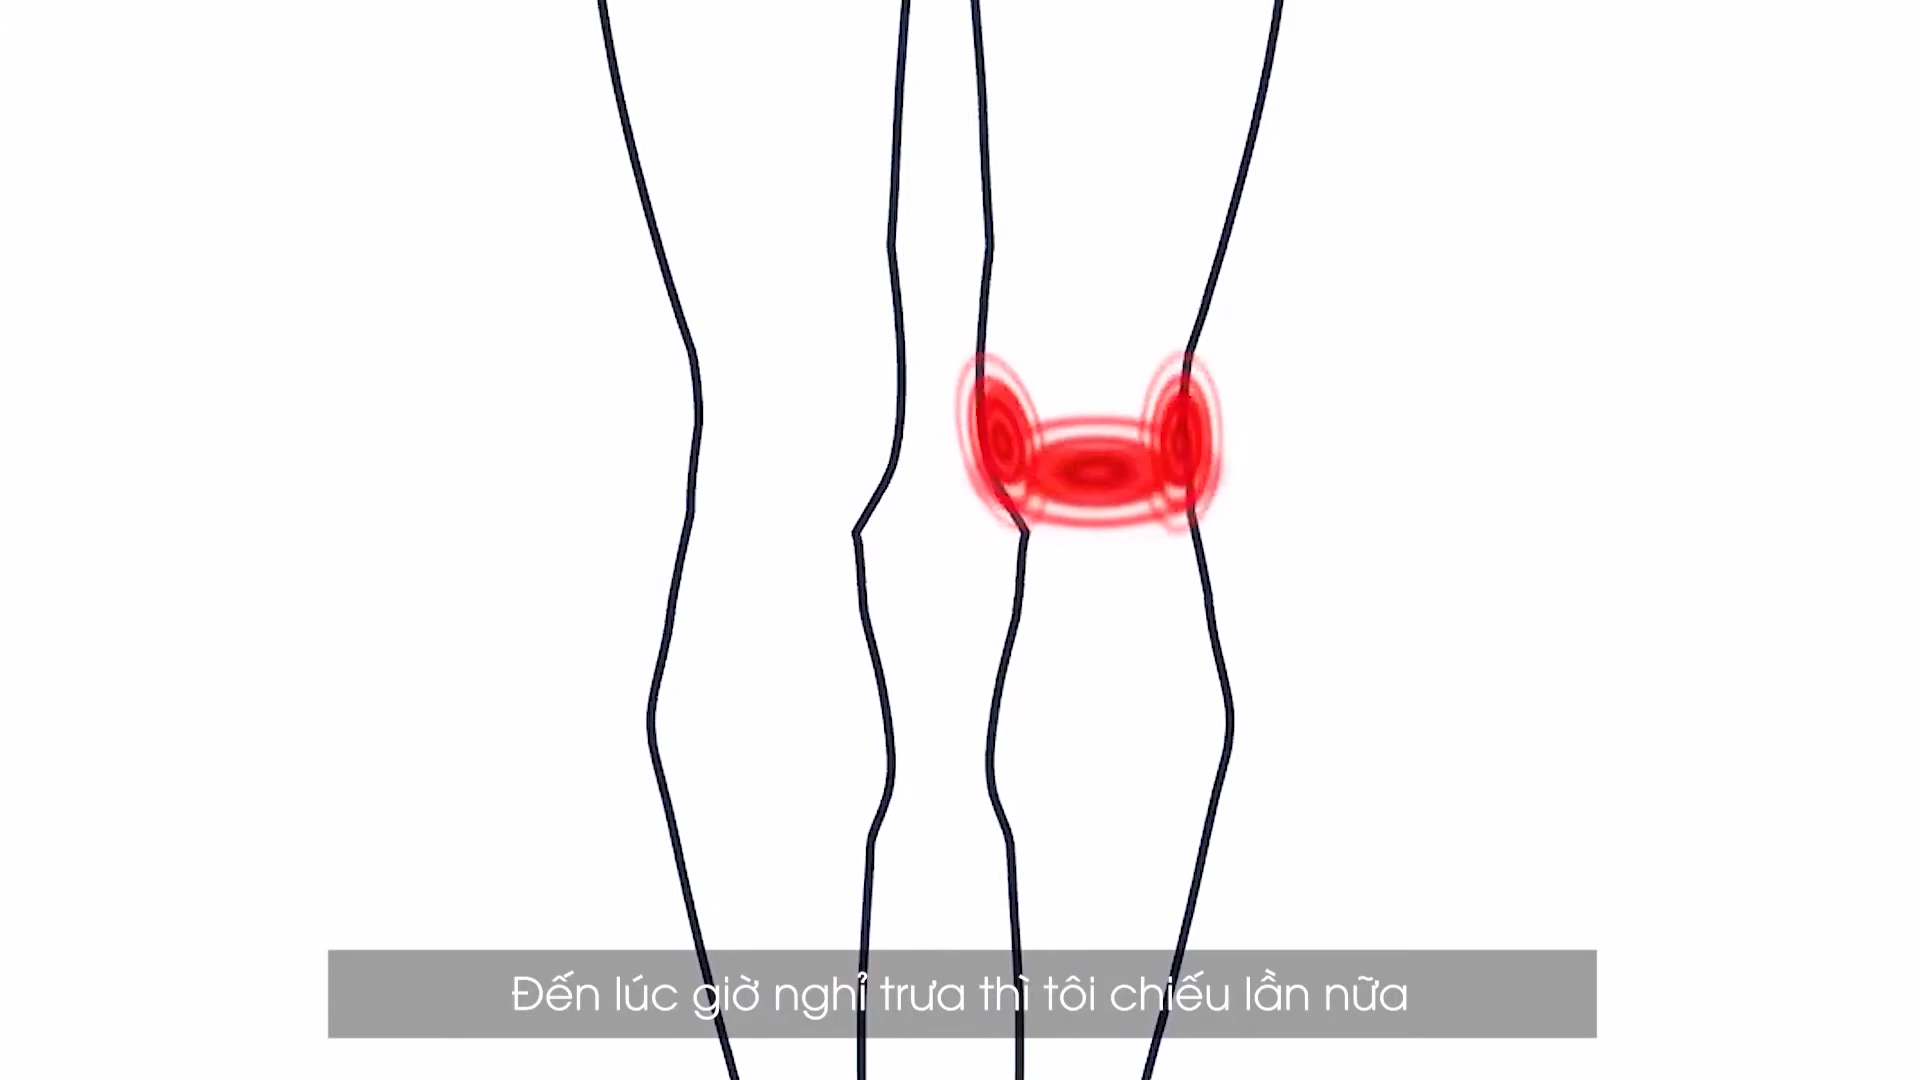 Đến lúc giờ nghỉ trưa thì tôi chiếu lần nữa